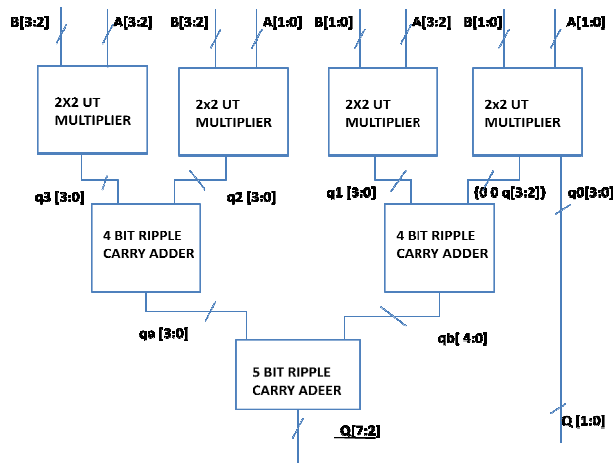 B[3:2] A[3:2] B[3:2] A[1:0] B[1:0] A[3:2] B[1:0] A[1:0]
2X2 UT
MULTIPLIER
2x2 UT
MULTIPLIER
2X2 UT
MULTIPLIER
2x2 UT
MULTIPLIER
q3 [3:0] q2 [3:0] q1 [3:0] {0 0 q[3:2]} q0[3:0]
4 BIT RIPPLE
CARRY ADDER
4 BIT RIPPLE
CARRY ADDER
qa [3:0] qb[ 4:0]
5 BIT RIPPLE
CARRY ADEER
Q[7:2] Q [1:0]